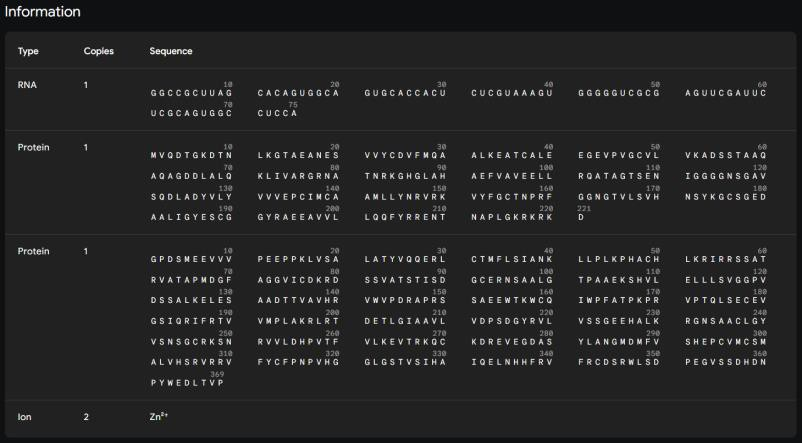 Information
Type Copies Sequence
RNA 1
10 20 30 40 50 60
GGCCGCUUAG CACAGUGGCA GUGCACCACU CUCGUAAAGU GGGGGUCGCG AGUUCGAUUC
70 75
UCGCAGUGGC CUCCA
Protein 1
10 20 30 40 50 60
MVQDTGKDTN LKGTAEANES VVYCDVFMQA ALKEATCALE EGEVPVGCVL VKADSSTAAQ
70 80 90 100 110 120
AQAGDDLALQ KLIVARGRNA TNRKGHGLAH AEFVAVEELL RQATAGTSEN IGGGGNSGAV
130 140 150 160 170 180
SQDLADYVLY VVVEPCIMCA AMLLYNRVRK VYFGCTNPRF GGNGTVLSVH NSYKGCSGED
190 200 210 220 221
AALIGYESCG GYRAEEAVVL LQQFYRRENT NAPLGKRKRK D
Protein 1
10 20 30 40 50 60
GPDSMEEVVV PEEPPKLVSA LATYVQQERL CTMFLSIANK LLPLKPHACH LKRIRRSSAT
70 80 90 100 110 120
RVATAPMDGF AGGVICDKRD SSVATSTISD GCERNSAALG TPAAEKSHVL ELLLSVGGPV
130 140 150 160 170 180
DSSALKELES AADTTVAVHR VWVPDRAPRS SAEEWTKWCQ IWPFATPKPR VPTQLSECEV
190 200 210 220 230 240
GSIQRIFRTV VMPLAKRLRT DETLGIAAVL VDPSDGYRVL VSSGEEHALK RGNSAACLGY
250 260 270 280 290 300
VSNSGCRKSN RVVLDHPVTF VLKEVTRKQC KDREVEGDAS YLANGMDMFV SHEPCVMCSM
310 320 330 340 350 360
ALVHSRVRRV FYCFPNPVHG GLGSTVSIHA IQELNHHFRV FRCDSRWLSD PEGVSSDHDN
369
PYWEDLTVP
Ion 2 Zn²⁺